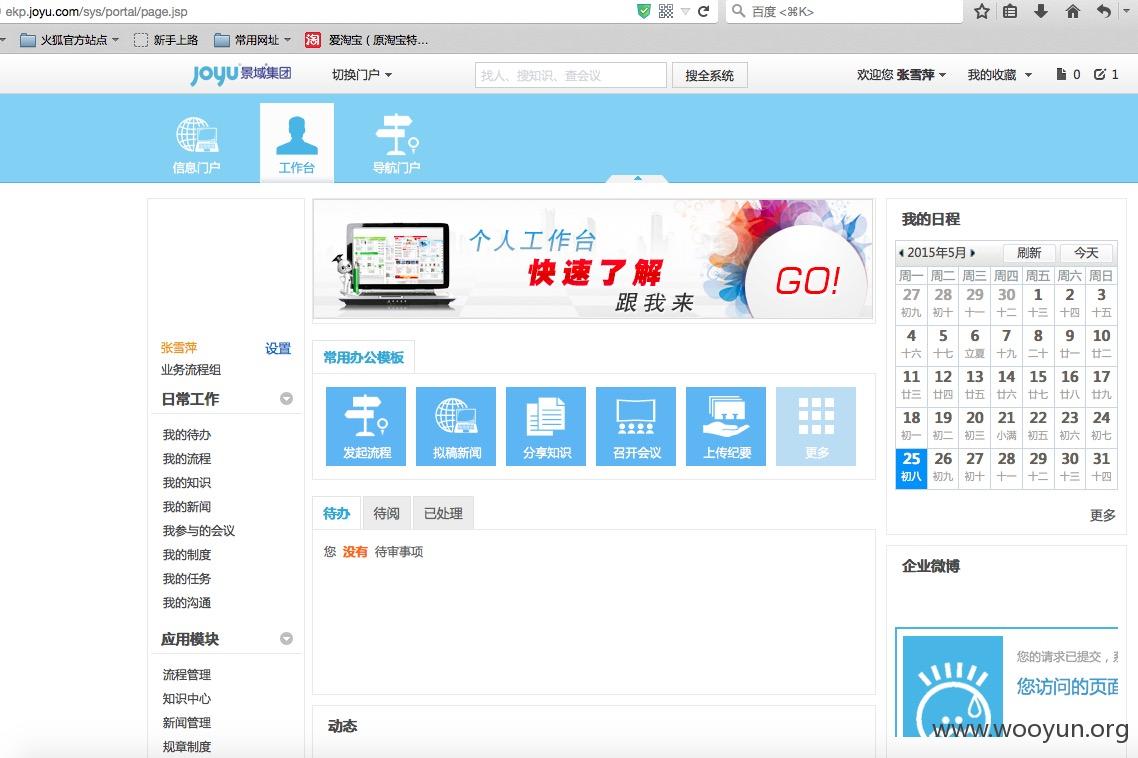 ekp.joyu.com/sys/portal/page.jsp
百度 <⌘K>
火狐官方站点
新手上路
常用网址
淘
爱淘宝（原淘宝特…
joyu景域集团
切换门户
找人、搜知识、查会议
搜全系统
欢迎您 张雪萍
我的收藏
0
1
信息门户
工作台
导航门户
张雪萍
设置
业务流程组
日常工作
我的待办
我的流程
我的知识
我的新闻
我参与的会议
我的制度
我的任务
我的沟通
应用模块
流程管理
知识中心
新闻管理
规章制度
个人工作台
快速了解
跟我来
GO!
常用办公模板
发起流程
拟稿新闻
分享知识
召开会议
上传纪要
更多
待办
待阅
已处理
您 没有 待审事项
动态
我的日程
2015年5月
刷新
今天
周一 周二 周三 周四 周五 周六 周日
27 28 29 30 1 2 3
初九 初十 十一 十二 十三 十四 十五
4 5 6 7 8 9 10
十六 十七 立夏 十九 二十 廿一 廿二
11 12 13 14 15 16 17
廿三 廿四 廿五 廿六 廿七 廿八 廿九
18 19 20 21 22 23 24
初一 初二 初三 小满 初五 初六 初七
25 26 27 28 29 30 31
初八 初九 初十 十一 十二 十三 十四
更多
企业微博
您的请求已提交，
您访问的页面
www.wooyun.org